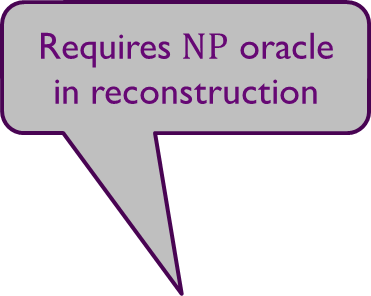 Requires NP oracle
in reconstruction